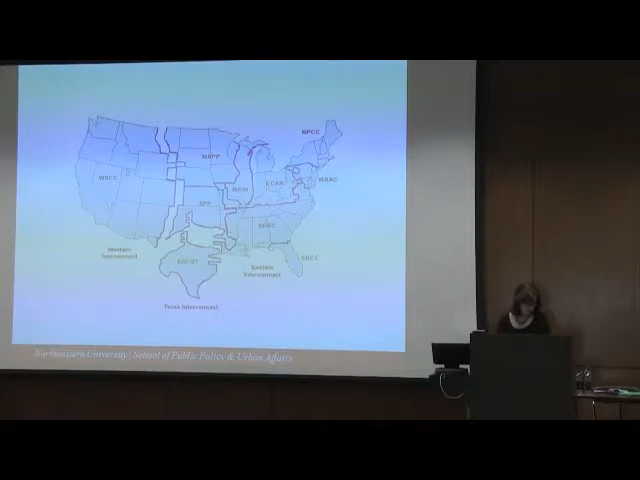 NPCC
MAPP
WSCC
MAIN
ECAR
MAAC
SPP
SERC
Western
Interconnect
ERCOT
FRCC
Eastern
Interconnect
Texas Interconnect
Northeastern University | School of Public Policy & Urban Affairs